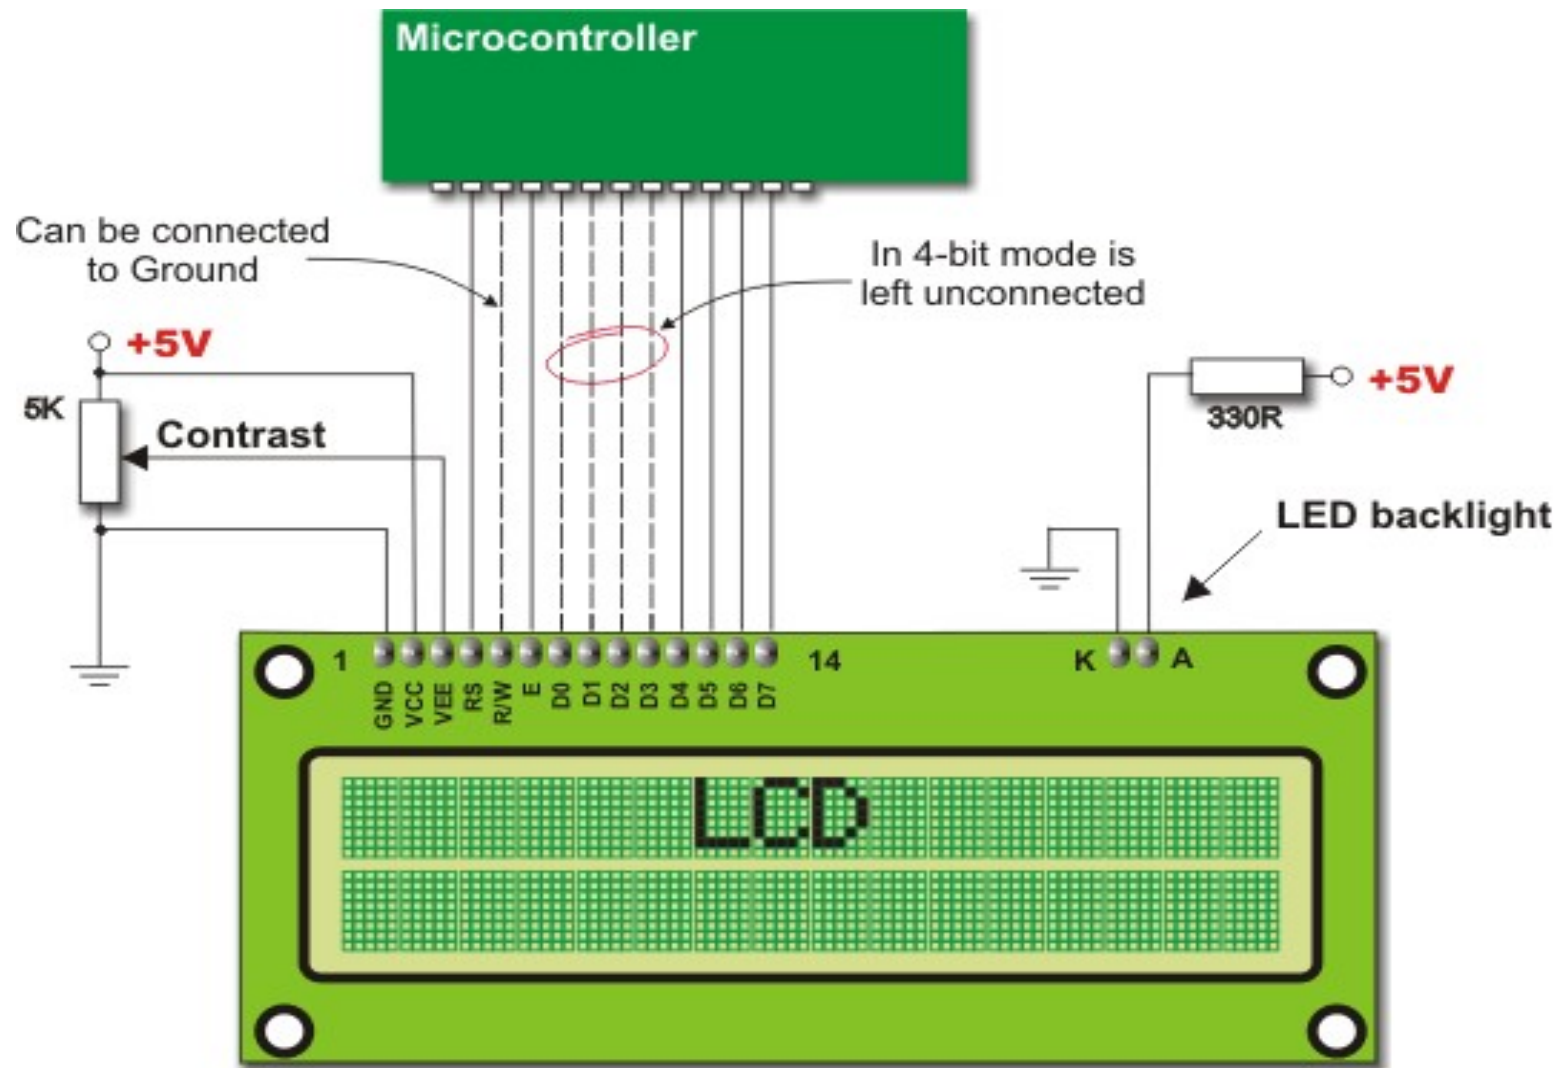 Microcontroller
Can be connected
to Ground
In 4-bit mode is
left unconnected
+5V
5K
Contrast
+5V
330R
LED backlight
1
14
K
A
GND
VCC
VEE
RS
R/W
E
D0
D1
D2
D3
D4
D5
D6
D7
LCD